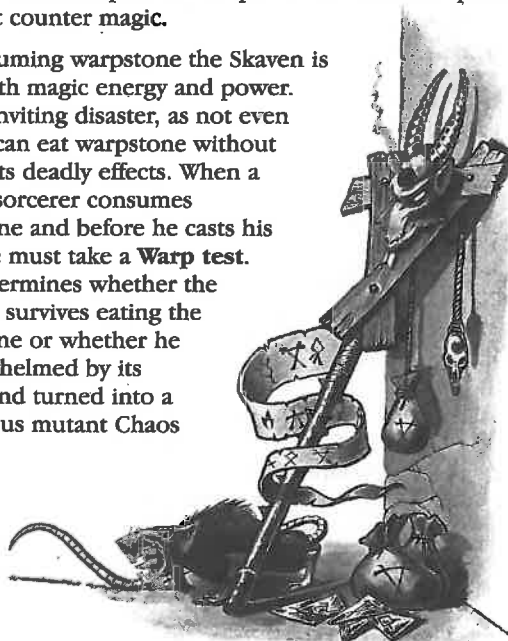 t counter magic.
uming warpstone the Skaven is
th magic energy and power.
nviting disaster, as not even
can eat warpstone without
ts deadly effects. When a
sorcerer consumes
ne and before he casts his
e must take a Warp test.
ermines whether the
survives eating the
ne or whether he
helmed by its
nd turned into a
us mutant Chaos